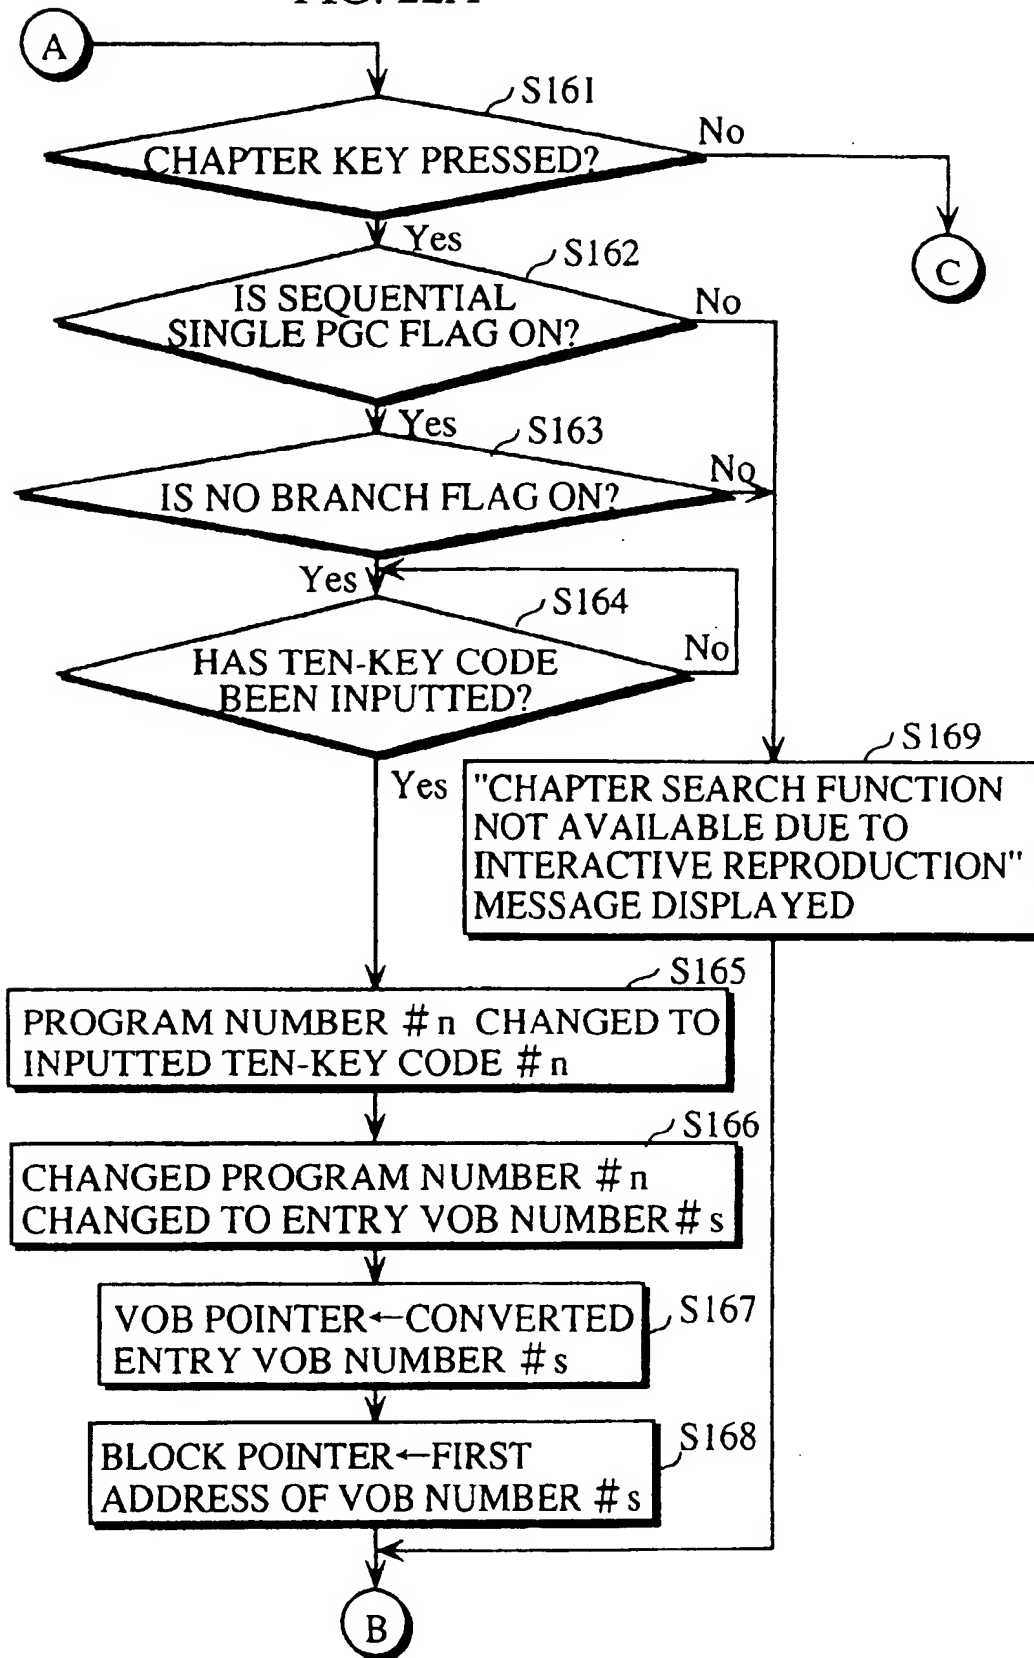 A
S161
CHAPTER KEY PRESSED?
No
Yes
C
S162
IS SEQUENTIAL
SINGLE PGC FLAG ON?
No
Yes
S163
IS NO BRANCH FLAG ON?
No
Yes
S164
HAS TEN-KEY CODE
BEEN INPUTTED?
No
Yes
S169
"CHAPTER SEARCH FUNCTION
NOT AVAILABLE DUE TO
INTERACTIVE REPRODUCTION"
MESSAGE DISPLAYED
S165
PROGRAM NUMBER #n CHANGED TO
INPUTTED TEN-KEY CODE #n
S166
CHANGED PROGRAM NUMBER #n
CHANGED TO ENTRY VOB NUMBER #s
S167
VOB POINTER←CONVERTED
ENTRY VOB NUMBER #s
S168
BLOCK POINTER←FIRST
ADDRESS OF VOB NUMBER #s
B